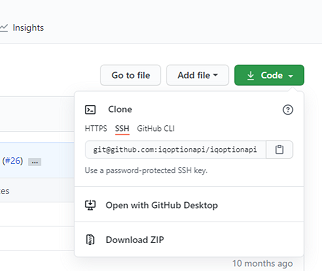 Insights
Go to file Add file Code
Clone
HTTPS SSH GitHub CLI
(#26) ...
git@github.com:iqoptionapi/iqoptionapi
Use a password-protected SSH key.
Open with GitHub Desktop
Download ZIP
10 months ago